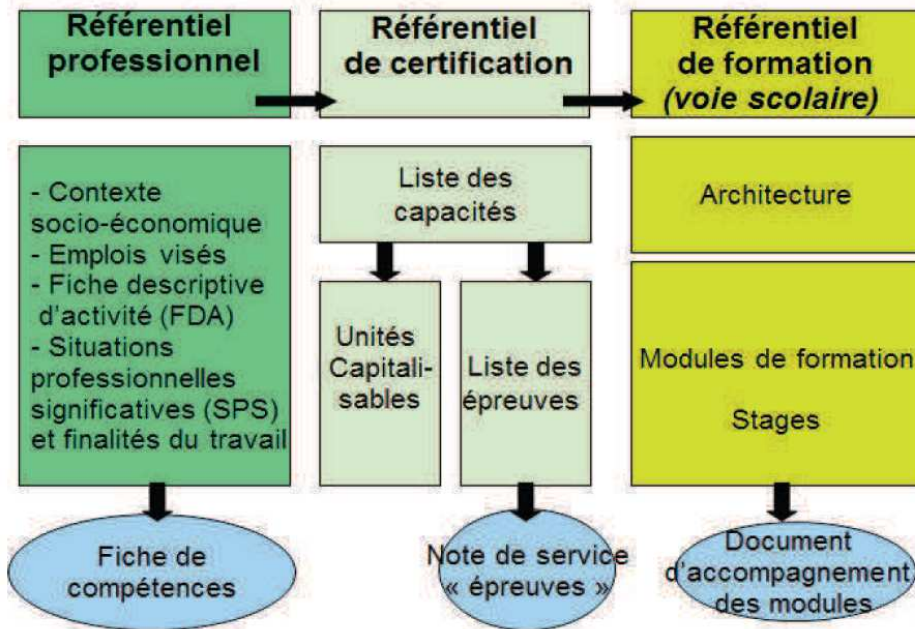 Référentiel
professionnel
Référentiel
de certification
Référentiel
de formation
(voie scolaire)
- Contexte
socio-économique
- Emplois visés
- Fiche descriptive
d'activité (FDA)
- Situations
professionnelles
significatives (SPS)
et finalités du travail
Liste des
capacités
Unités
Capitali-
sables
Liste des
épreuves
Architecture
Modules de formation
Stages
Fiche de
compétences
Note de service
« épreuves »
Document
d'accompagnement
des modules